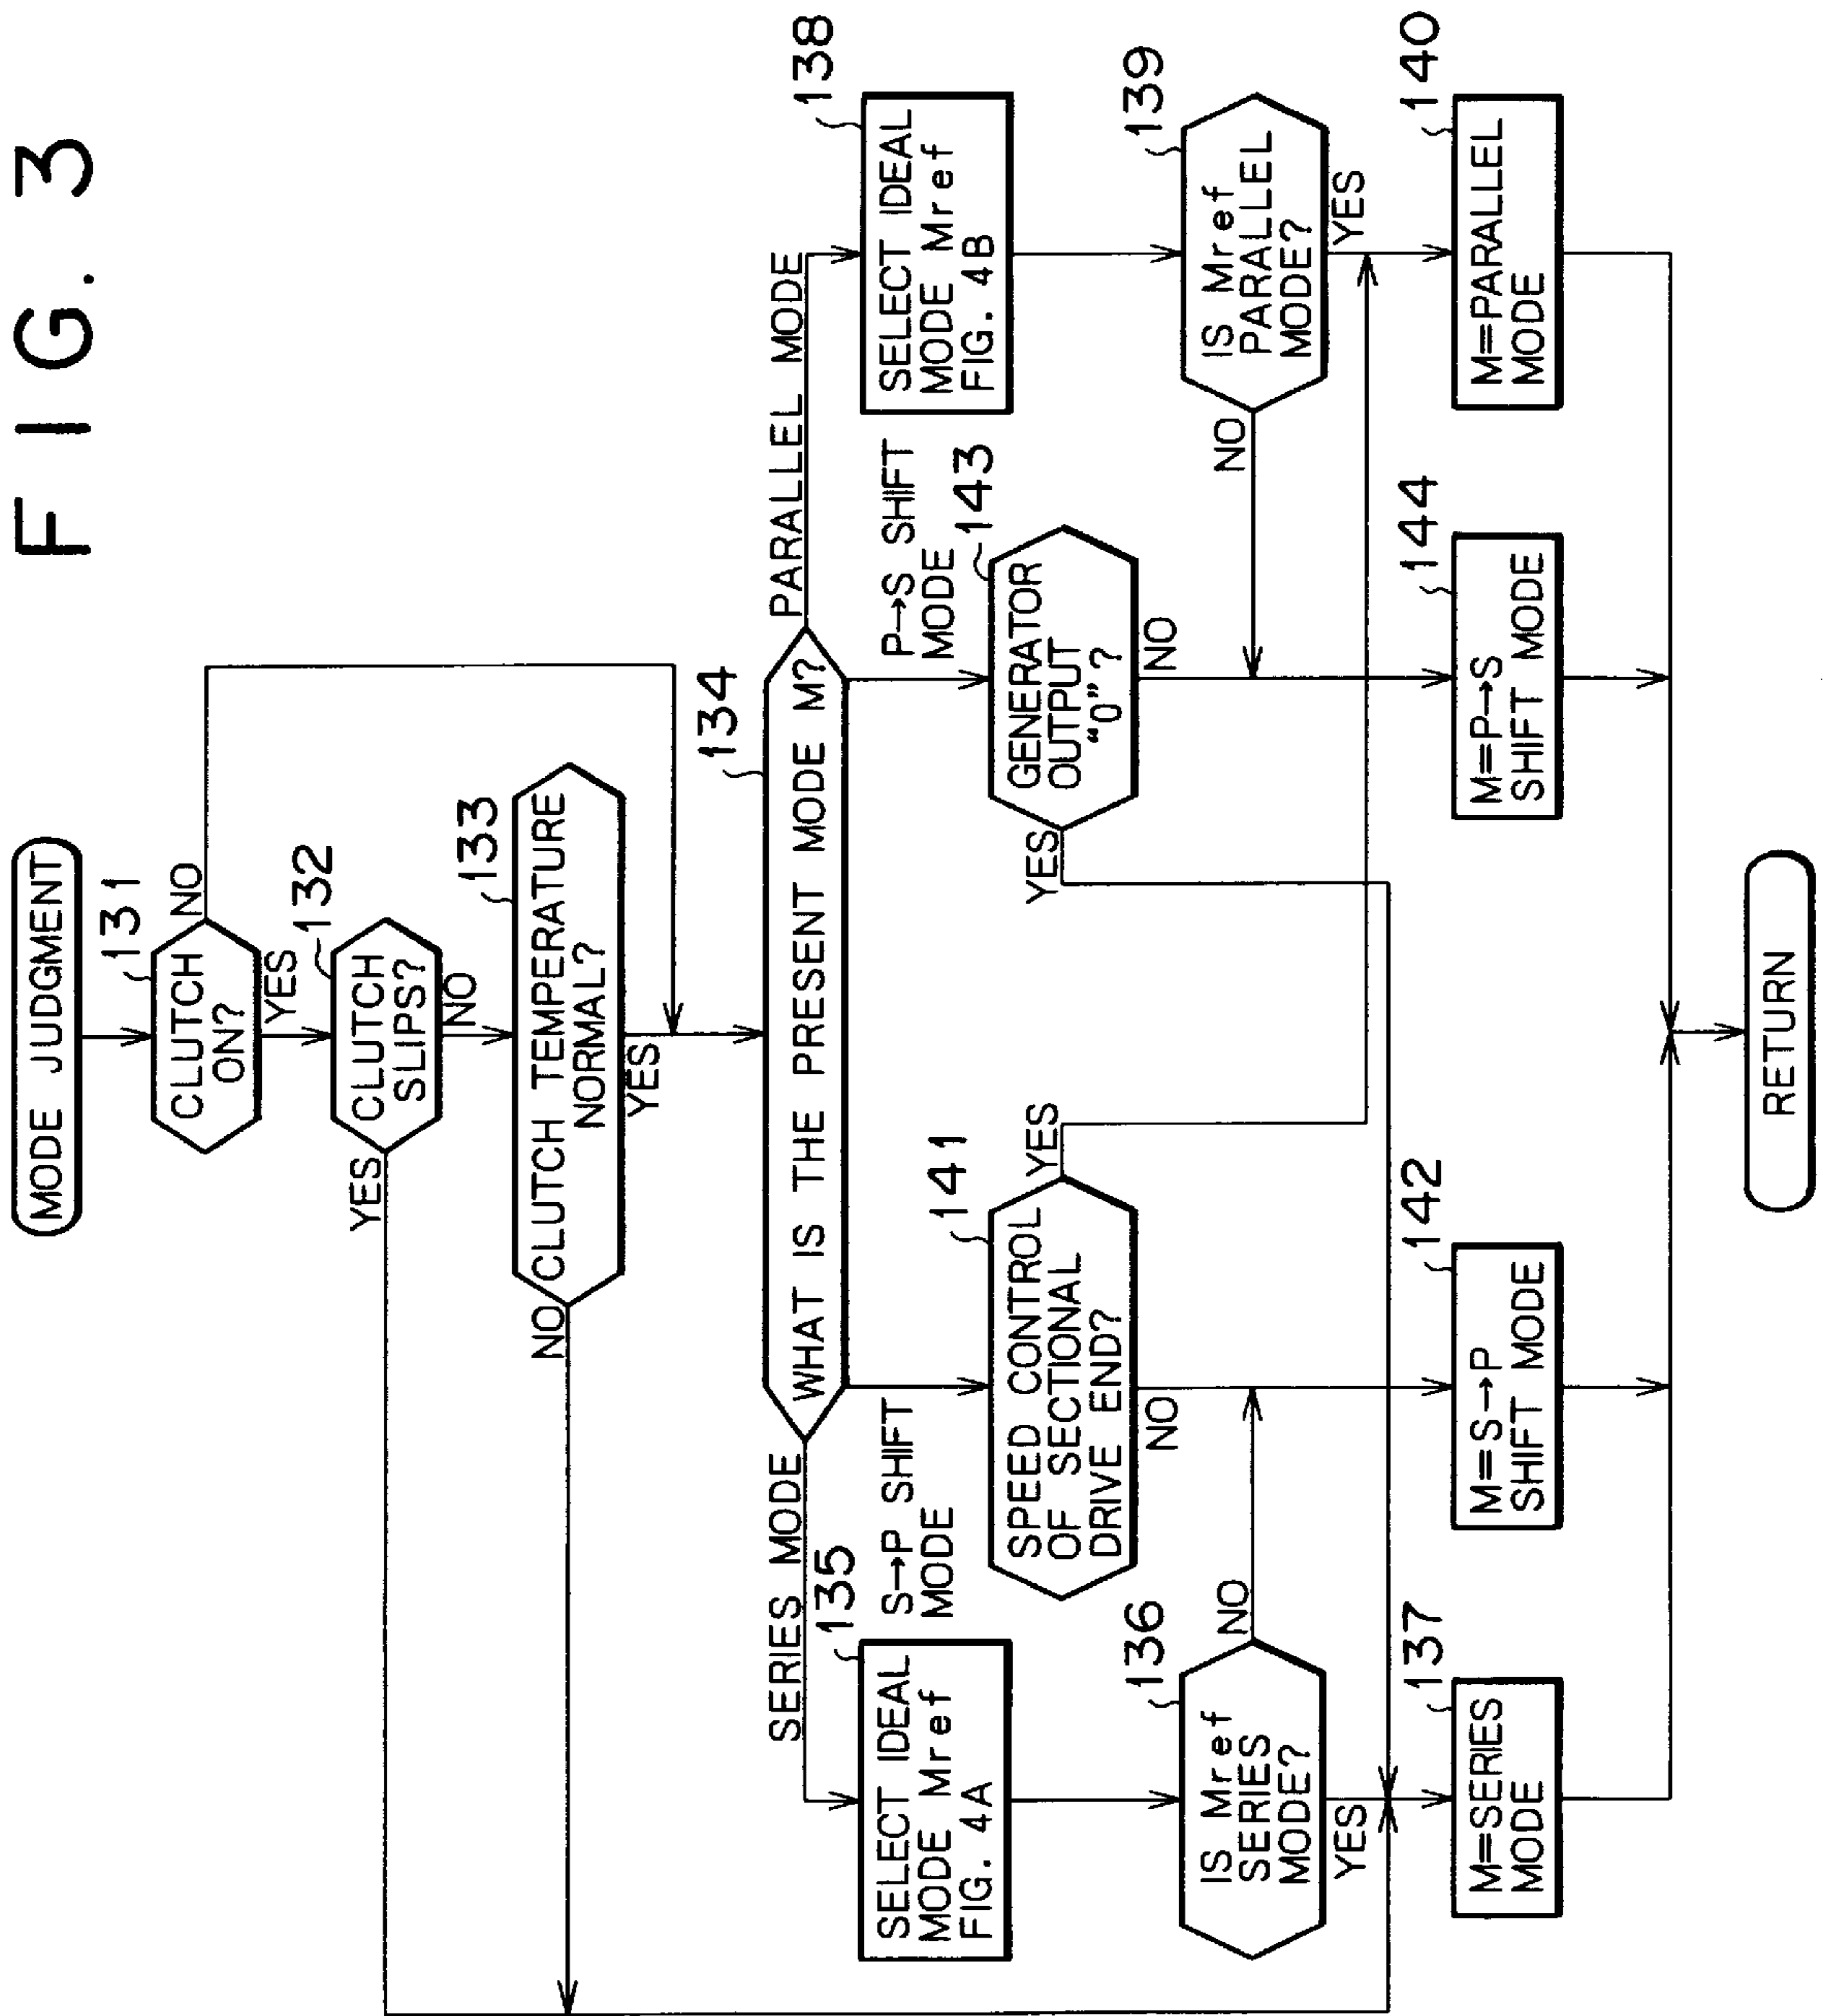 FIG. 3
MODE JUDGMENT
131
CLUTCH
ON?
NO
YES
132
CLUTCH
SLIPS?
YES
NO
133
CLUTCH TEMPERATURE
NORMAL?
NO
YES
134
WHAT IS THE PRESENT MODE M?
SERIES MODE
PARALLEL MODE
135
SELECT IDEAL
MODE Mref
FIG. 4A
S→P SHIFT
MODE
P→S SHIFT
MODE
138
SELECT IDEAL
MODE Mref
FIG. 4B
141
SPEED CONTROL
OF SECTIONAL
DRIVE END?
YES
NO
143
GENERATOR
OUTPUT
“0”?
YES
NO
136
IS Mref
SERIES
MODE?
NO
YES
139
IS Mref
PARALLEL
MODE?
NO
YES
137
M=SERIES
MODE
142
M=S→P
SHIFT MODE
144
M=P→S
SHIFT MODE
140
M=PARALLEL
MODE
RETURN